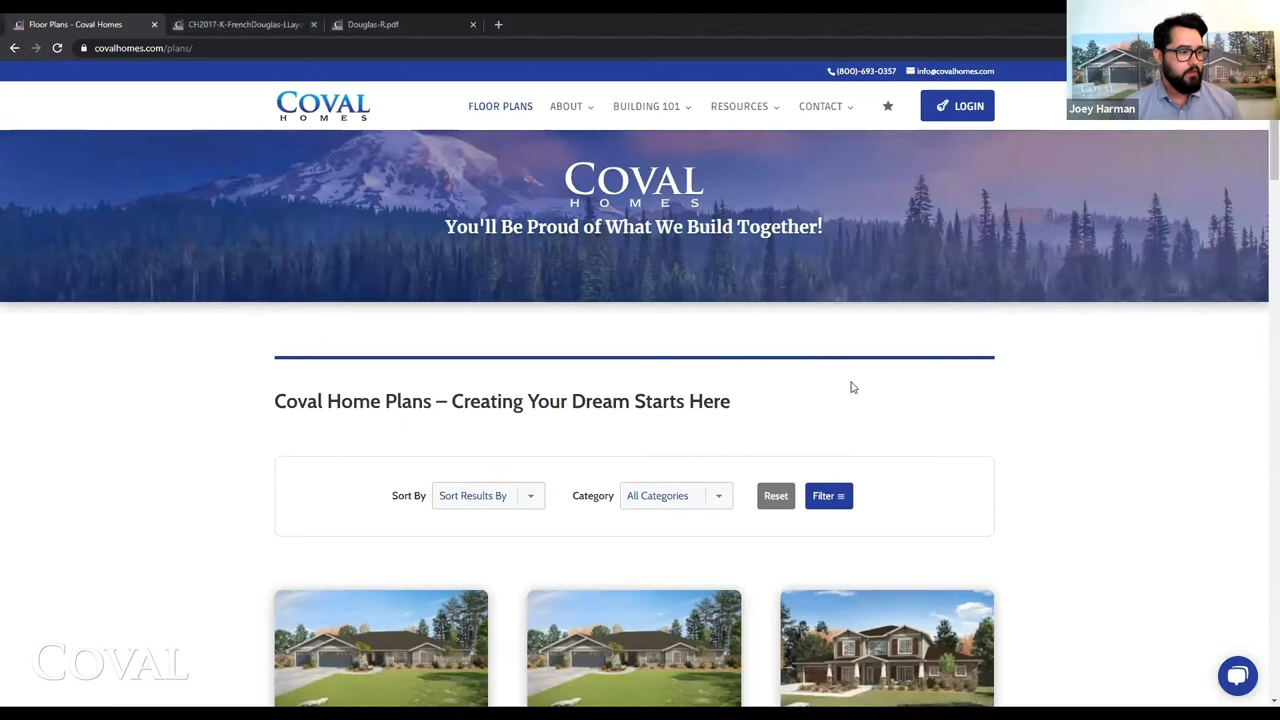 Floor Plans - Coval Homes
CH2017-K-FrenchDouglas-LLay
Douglas-R.pdf
covalhomes.com/plans/
Joey Harman
(800)-693-0357
info@covalhomes.com
COVAL
HOMES
FLOOR PLANS
ABOUT
BUILDING 101
RESOURCES
CONTACT
LOGIN
COVAL
HOMES
You'll Be Proud of What We Build Together!
Coval Home Plans – Creating Your Dream Starts Here
Sort By
Sort Results By
Category
All Categories
Reset
Filter
COVAL